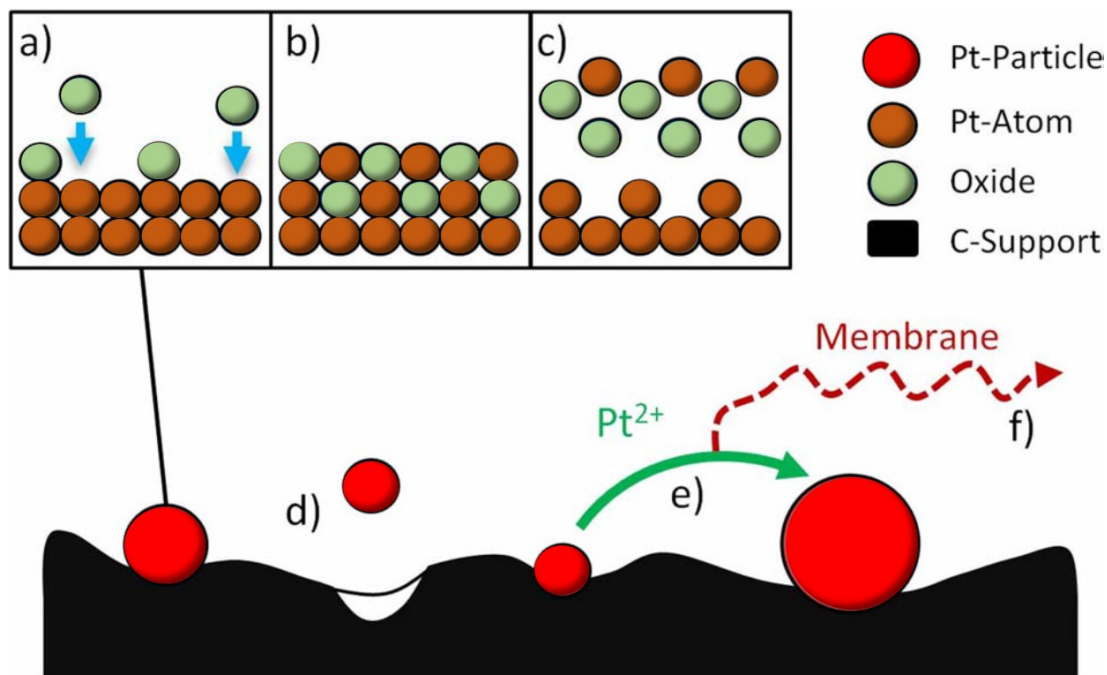 a)
b)
c)
Pt-Particle
Pt-Atom
Oxide
C-Support
Membrane
Pt²⁺
f)
d)
e)